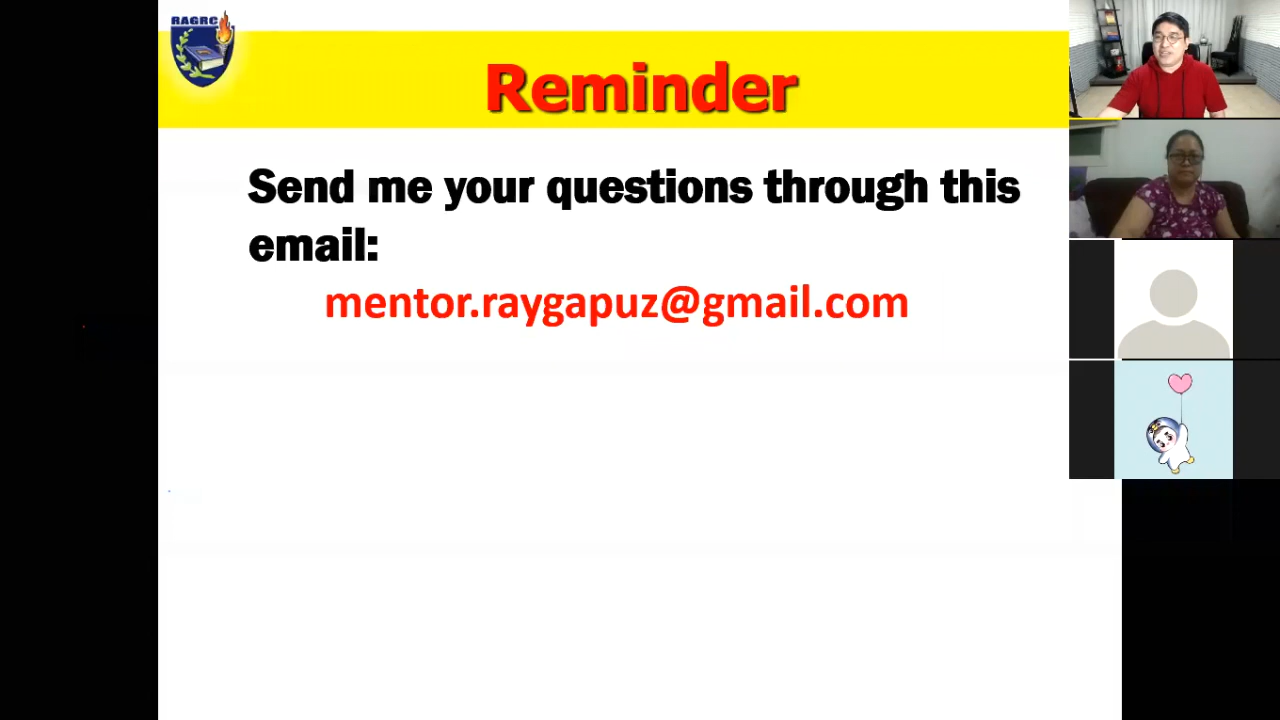 RAGRC
Reminder
Send me your questions through this
email:
mentor.raygapuz@gmail.com